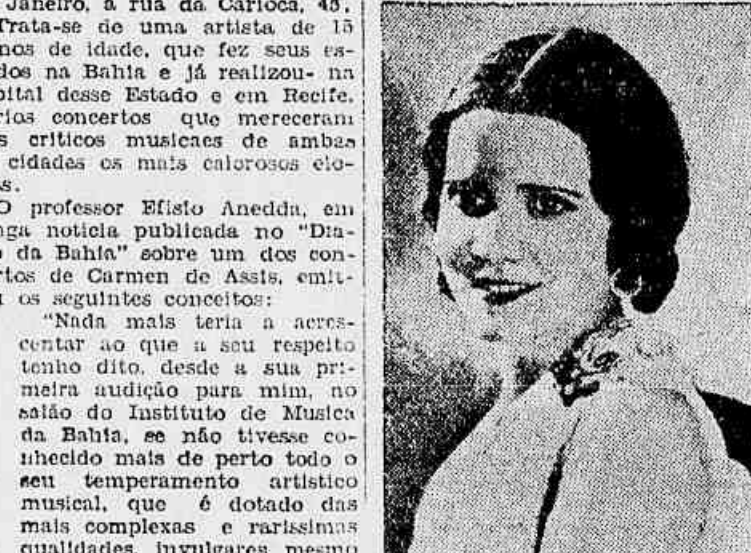 Janeiro, á rua da Carioca, 45,
Trata-se de uma artista de 15
nos de idade, que fez seus es-
dos na Bahia e já realizou- na
pital desse Estado e em Recife,
rios concertos que mereceram
s criticos musicaes de ambas
cidades os mais calorosos elo-
s.
O professor Efisio Anedda, em
nga noticia publicada no "Dia-
o da Bahia" sobre um dos con-
rtos de Carmen de Assis, emit-
u os seguintes conceitos:
"Nada mais teria a acres-
centar ao que a seu respeito
tenho dito, desde a sua pri-
meira audição para mim, no
salão do Instituto de Musica
da Bahia, se não tivesse co-
nhecido mais de perto todo o
seu temperamento artistico
musical, que é dotado das
mais complexas e rarissimas
qualidades, invulgares mesmo